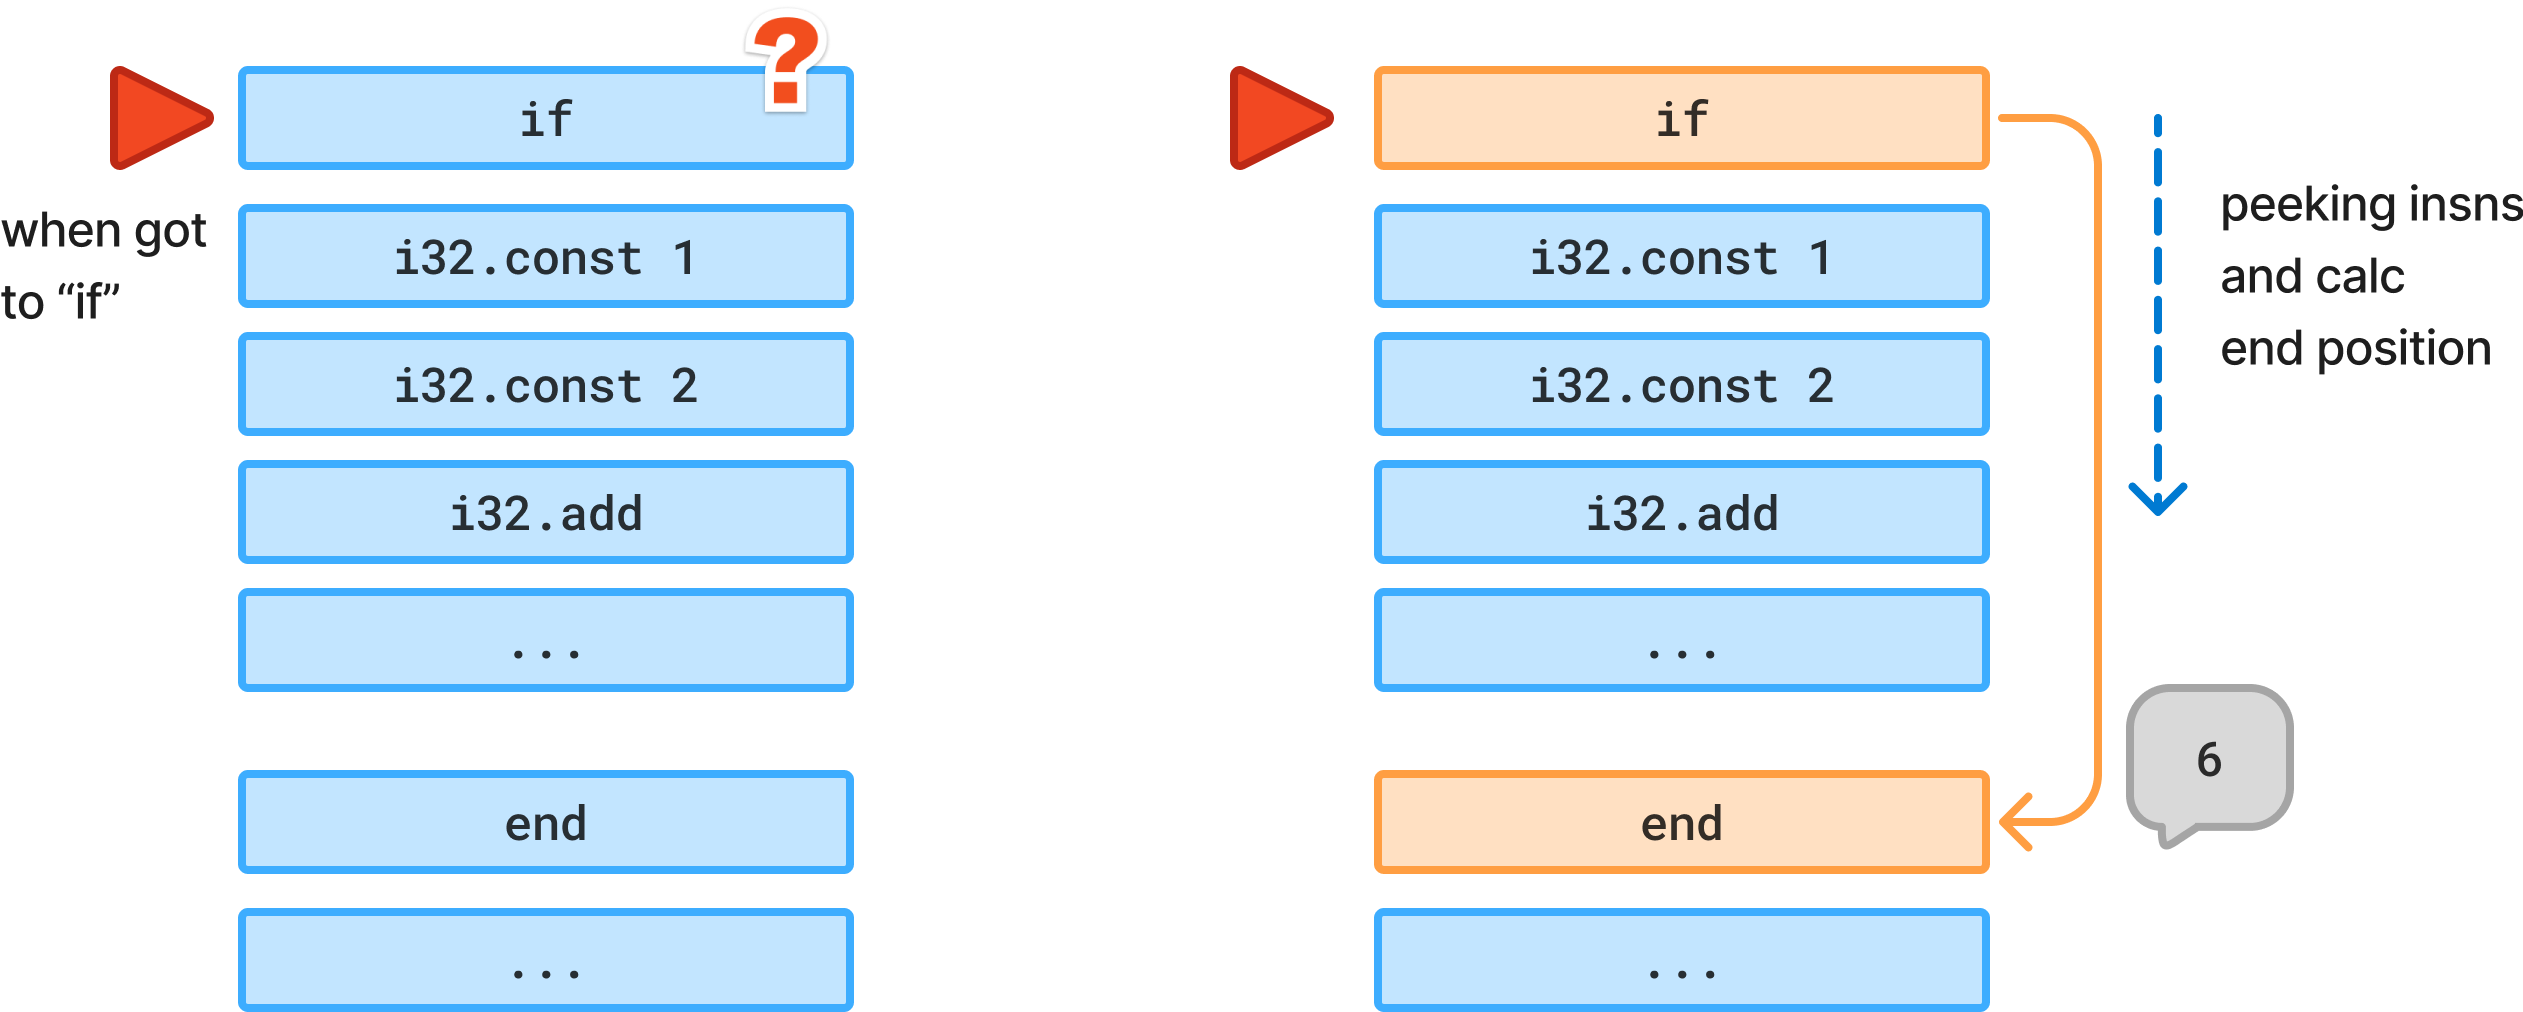 ?
if
when got
to “if”
i32.const 1
i32.const 2
i32.add
...
end
...
if
i32.const 1
i32.const 2
i32.add
...
end
...
peeking insns
and calc
end position
6